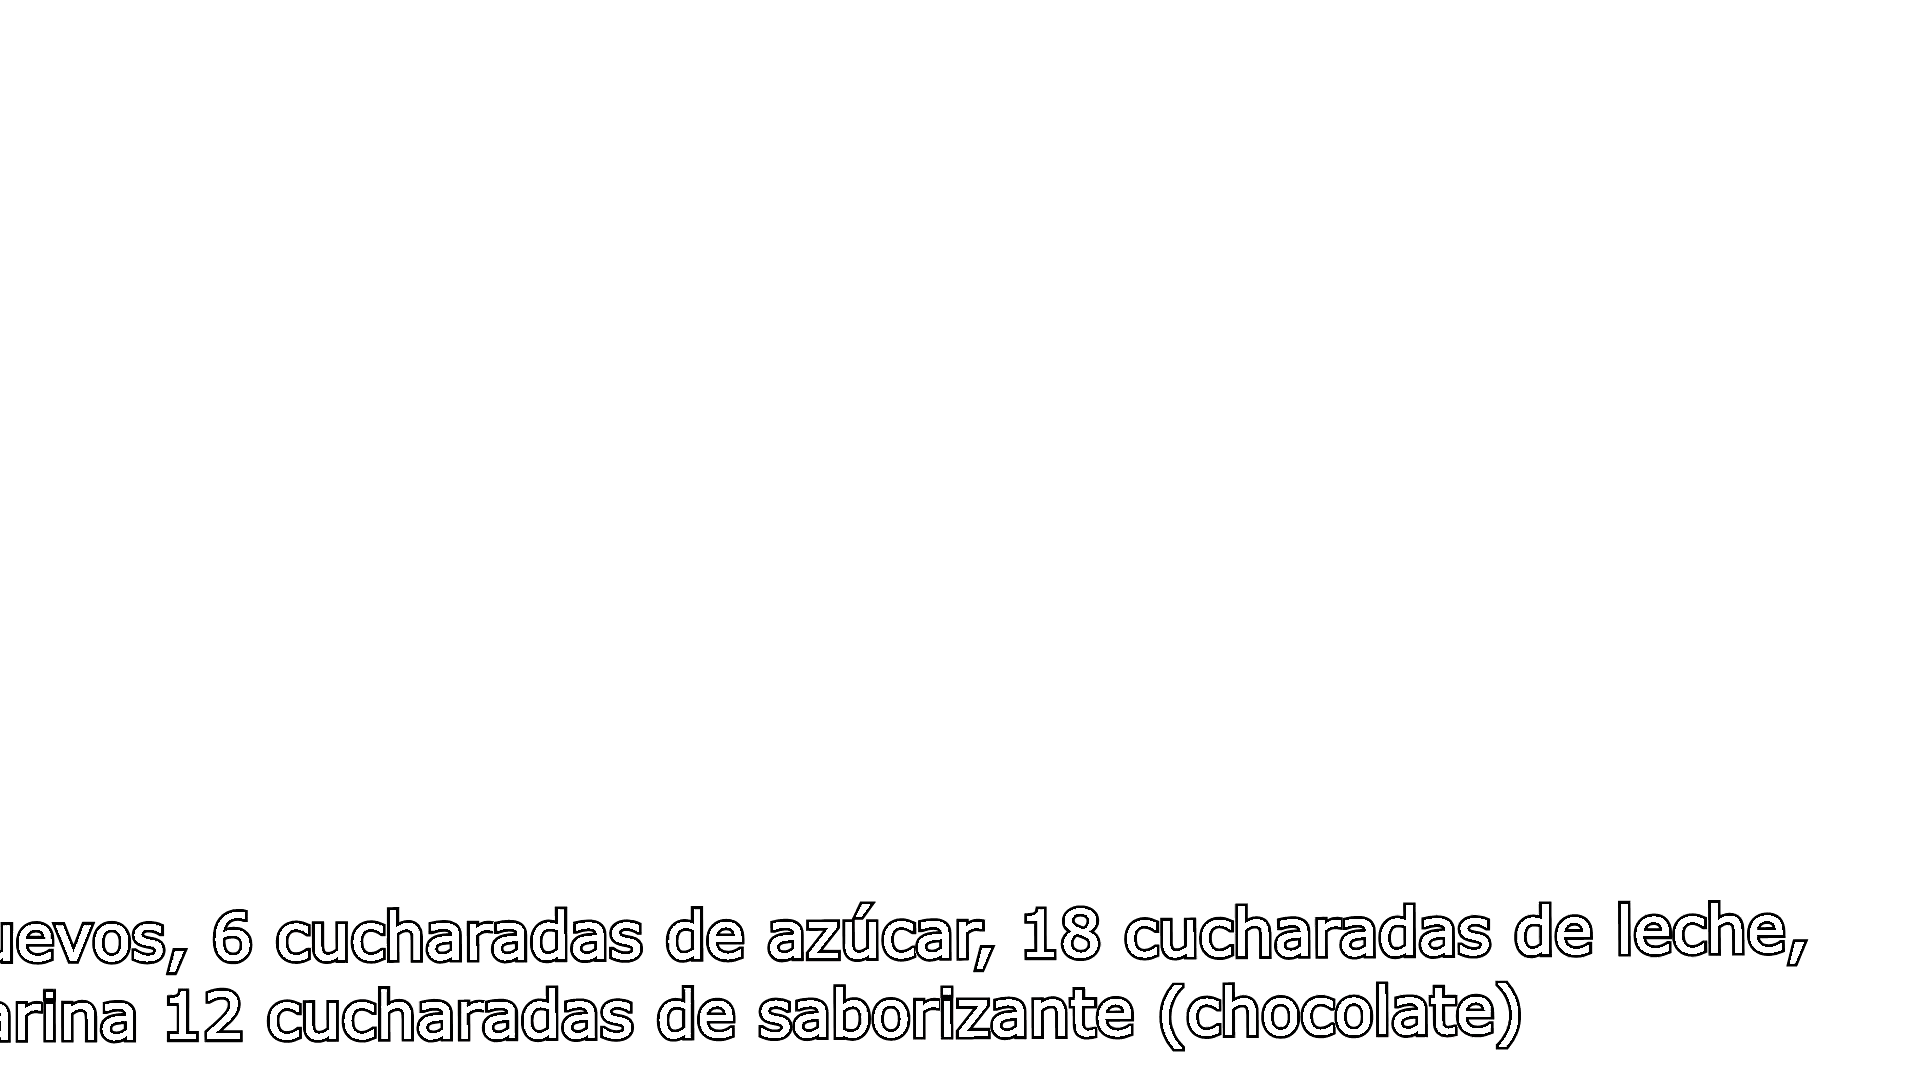 uevos, 6 cucharadas de azúcar, 18 cucharadas de leche,
arina 12 cucharadas de saborizante (chocolate)